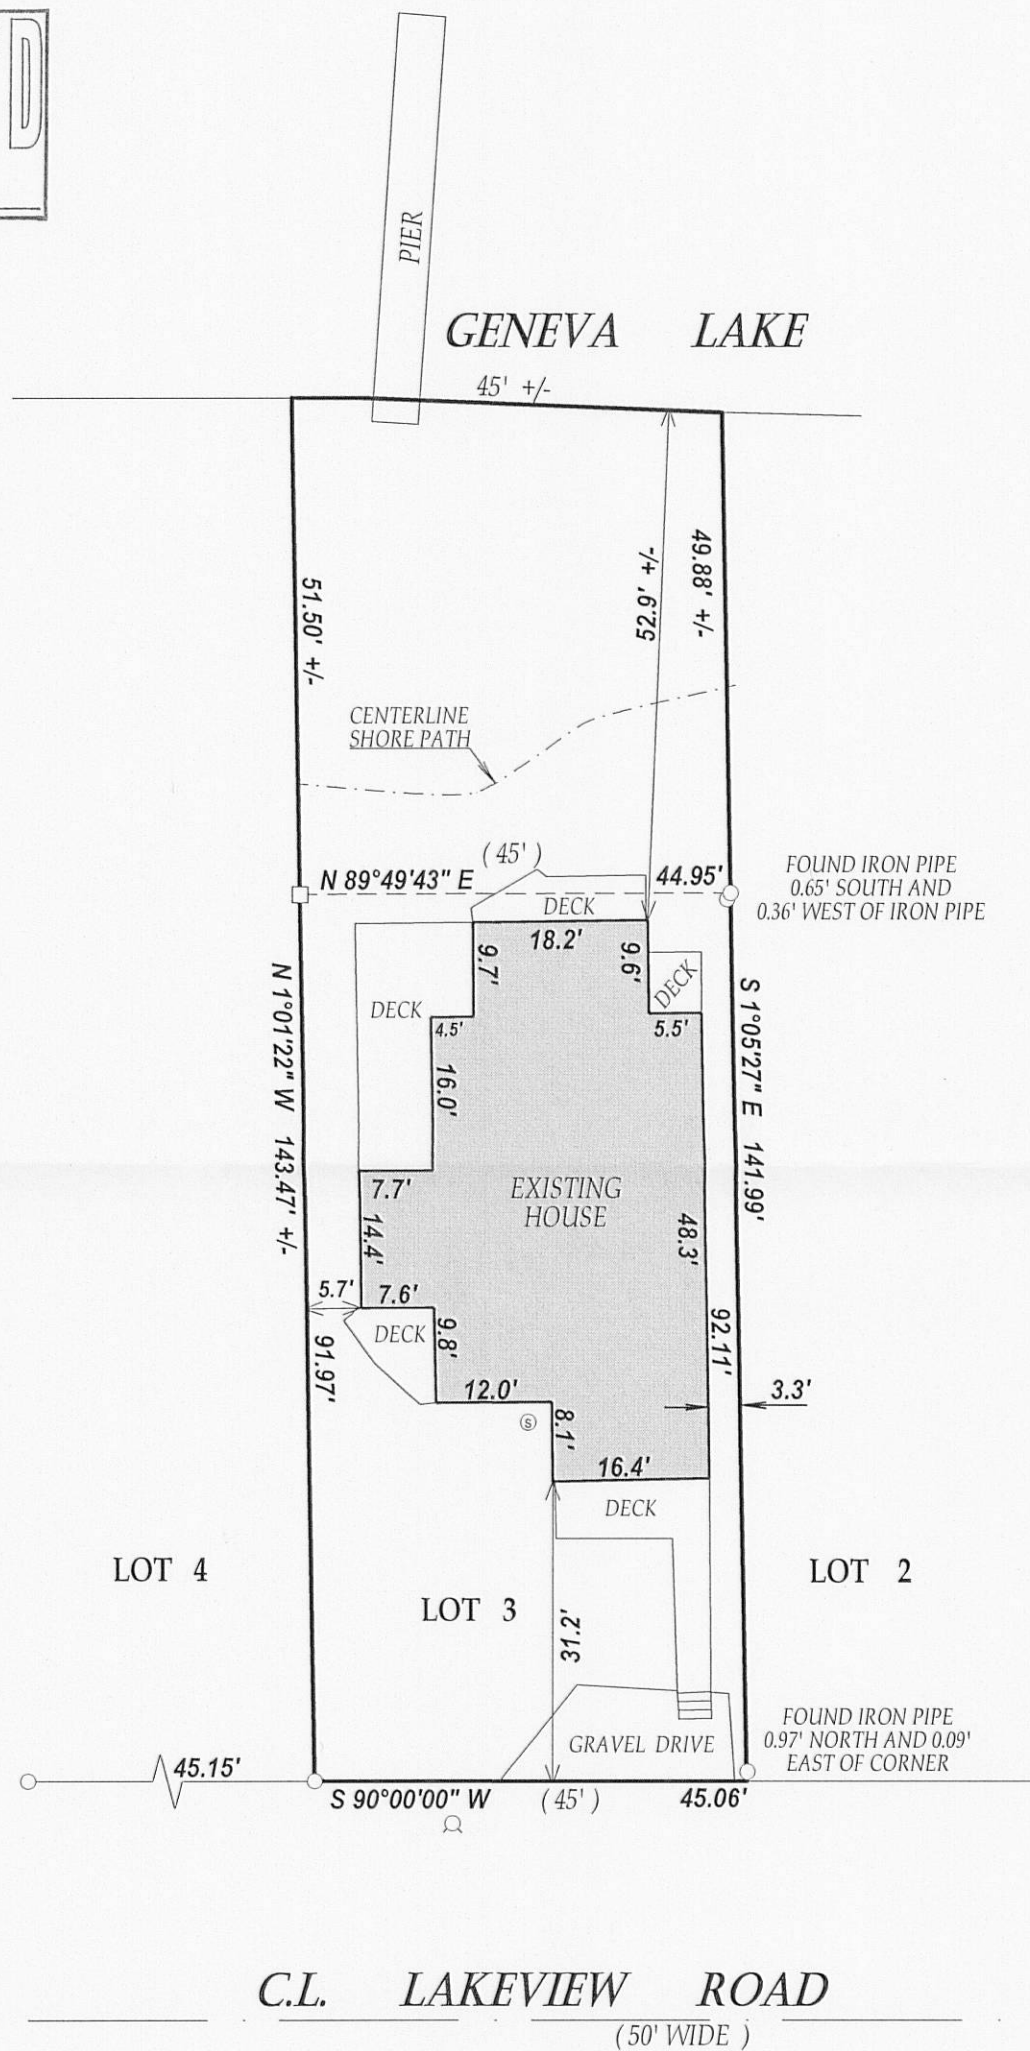 D
PIER
GENEVA LAKE
45' +/-
51.50' +/-
52.9' +/-
49.88' +/-
CENTERLINE
SHORE PATH
( 45' )
N 89°49'43" E
44.95'
FOUND IRON PIPE
0.65' SOUTH AND
0.36' WEST OF IRON PIPE
DECK
18.2'
9.7'
9.6'
DECK
DECK
4.5'
5.5'
N 1°01'22" W 143.47' +/-
S 1°05'27" E 141.99'
16.0'
7.7'
EXISTING
HOUSE
14.4'
48.3'
5.7'
7.6'
DECK
9.8'
91.97'
92.11'
12.0'
3.3'
S
8.1'
16.4'
DECK
LOT 4
LOT 3
LOT 2
31.2'
GRAVEL DRIVE
FOUND IRON PIPE
0.97' NORTH AND 0.09'
EAST OF CORNER
45.15'
S 90°00'00" W
( 45' )
45.06'
C.L. LAKEVIEW ROAD
( 50' WIDE )